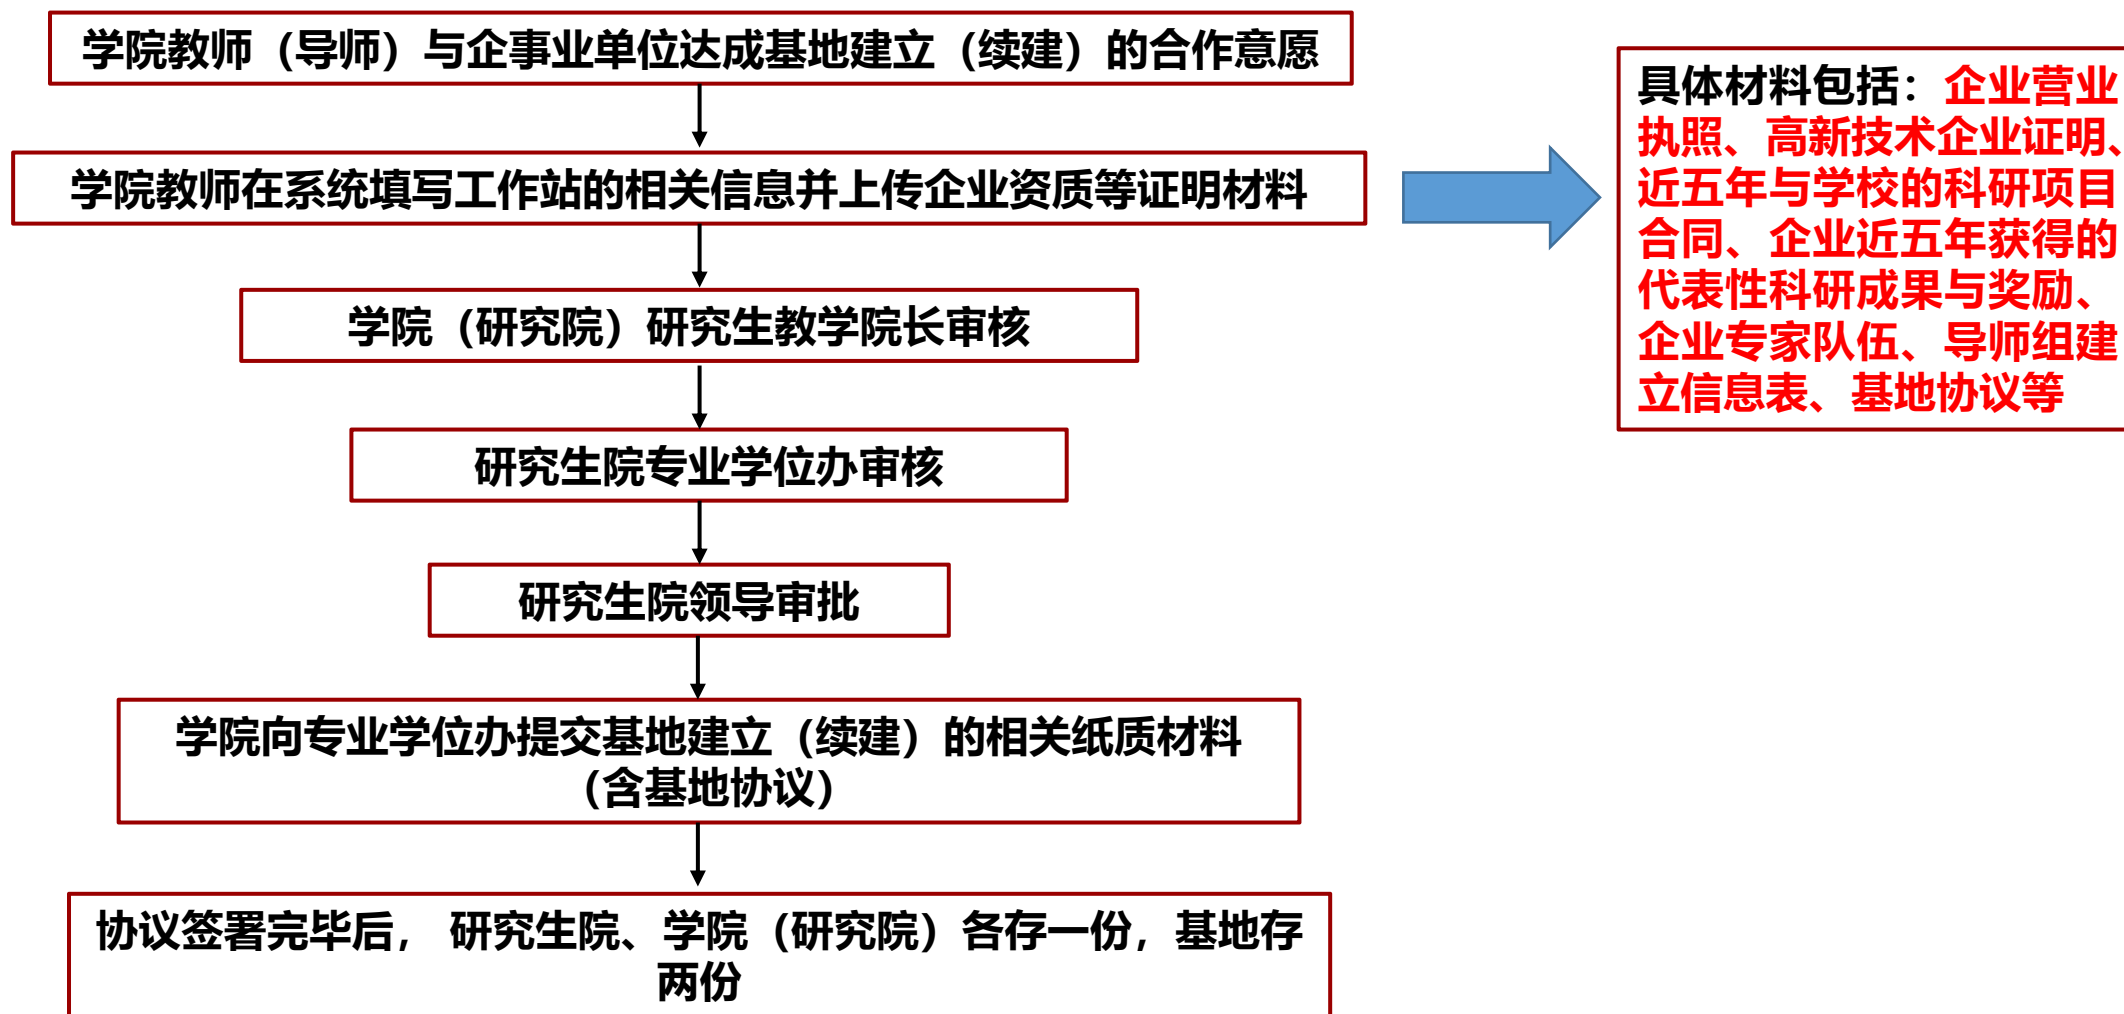 学院教师（导师）与企事业单位达成基地建立（续建）的合作意愿
学院教师在系统填写工作站的相关信息并上传企业资质等证明材料
学院（研究院）研究生教学院长审核
研究生院专业学位办审核
研究生院领导审批
学院向专业学位办提交基地建立（续建）的相关纸质材料
（含基地协议）
协议签署完毕后， 研究生院、学院（研究院）各存一份，基地存
两份
具体材料包括：企业营业
执照、高新技术企业证明、
近五年与学校的科研项目
合同、企业近五年获得的
代表性科研成果与奖励、
企业专家队伍、导师组建
立信息表、基地协议等